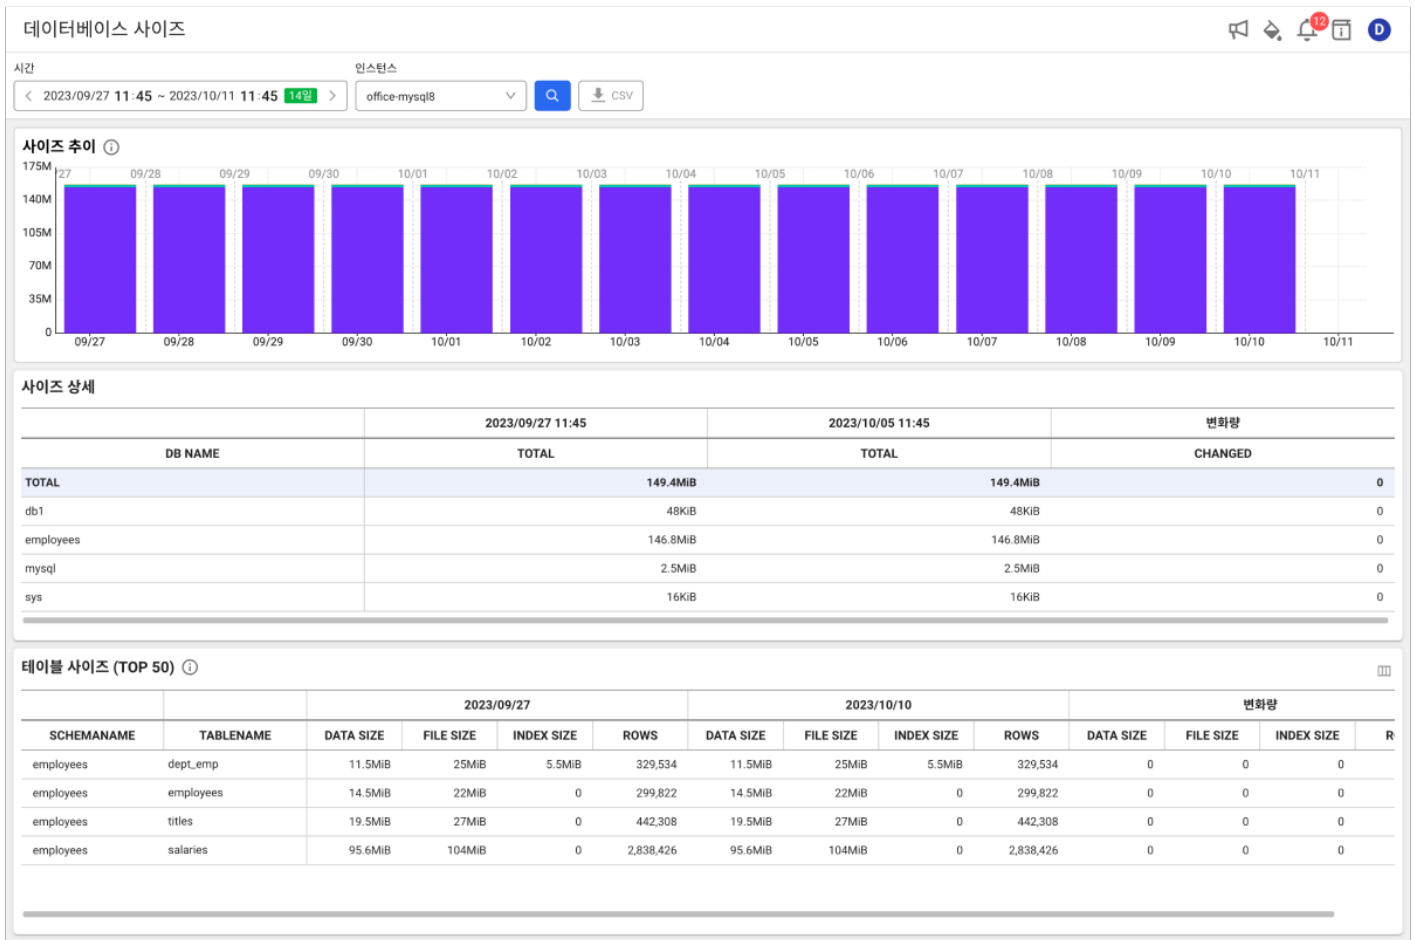 데이터베이스 사이즈
12
D
시간
인스턴스
2023/09/27 11:45 ~ 2023/10/11 11:45 14일
office-mysql8
CSV
사이즈 추이
175M
140M
105M
70M
35M
0
/27 09/28 09/29 09/30 10/01 10/02 10/03 10/04 10/05 10/06 10/07 10/08 10/09 10/10 10/11
09/27 09/28 09/29 09/30 10/01 10/02 10/03 10/04 10/05 10/06 10/07 10/08 10/09 10/10 10/11
사이즈 상세
2023/09/27 11:45 2023/10/05 11:45 변화량
DB NAME TOTAL TOTAL CHANGED
TOTAL 149.4MiB 149.4MiB 0
db1 48KiB 48KiB 0
employees 146.8MiB 146.8MiB 0
mysql 2.5MiB 2.5MiB 0
sys 16KiB 16KiB 0
테이블 사이즈 (TOP 50)
2023/09/27 2023/10/10 변화량
SCHEMANAME TABLENAME DATA SIZE FILE SIZE INDEX SIZE ROWS DATA SIZE FILE SIZE INDEX SIZE ROWS DATA SIZE FILE SIZE INDEX SIZE
employees dept_emp 11.5MiB 25MiB 5.5MiB 329,534 11.5MiB 25MiB 5.5MiB 329,534 0 0 0
employees employees 14.5MiB 22MiB 0 299,822 14.5MiB 22MiB 0 299,822 0 0 0
employees titles 19.5MiB 27MiB 0 442,308 19.5MiB 27MiB 0 442,308 0 0 0
employees salaries 95.6MiB 104MiB 0 2,838,426 95.6MiB 104MiB 0 2,838,426 0 0 0